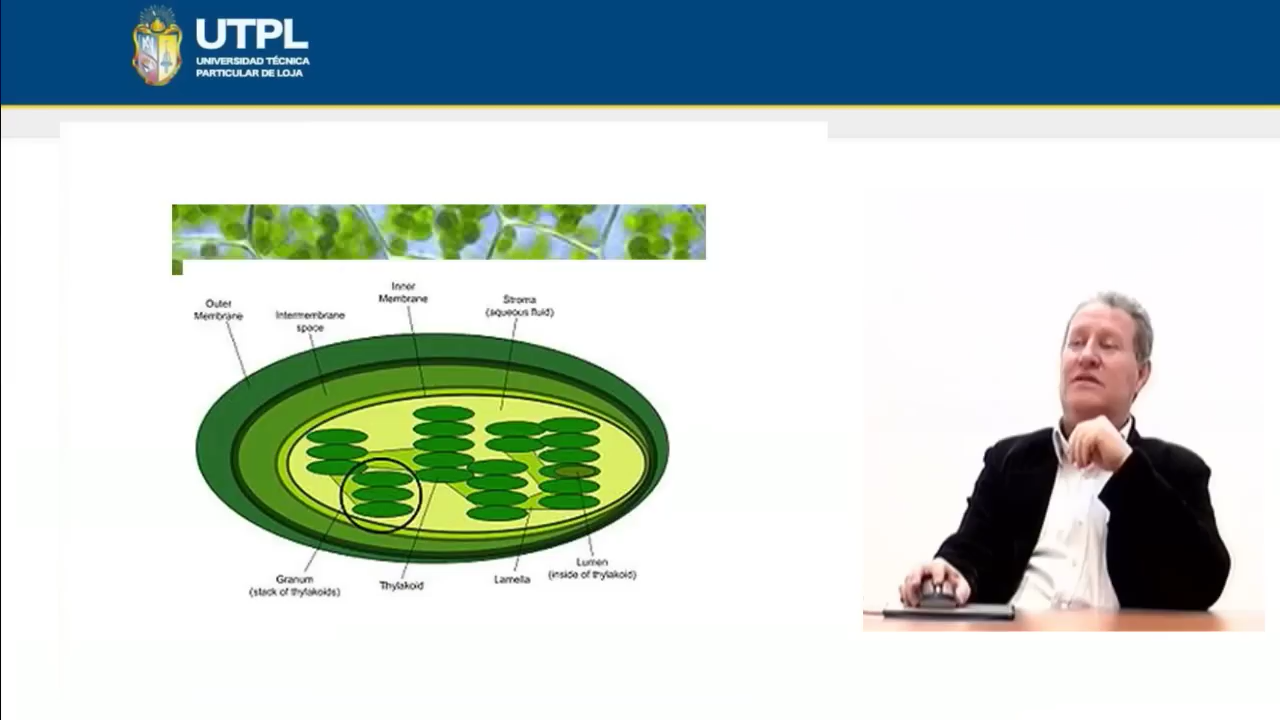 UTPL
UNIVERSIDAD TÉCNICA
PARTICULAR DE LOJA
Inner
Membrane
Outer
Membrane
Intermembrane
space
Stroma
(aqueous fluid)
Granum
(stack of thylakoids)
Thylakoid
Lamella
Lumen
(inside of thylakoid)